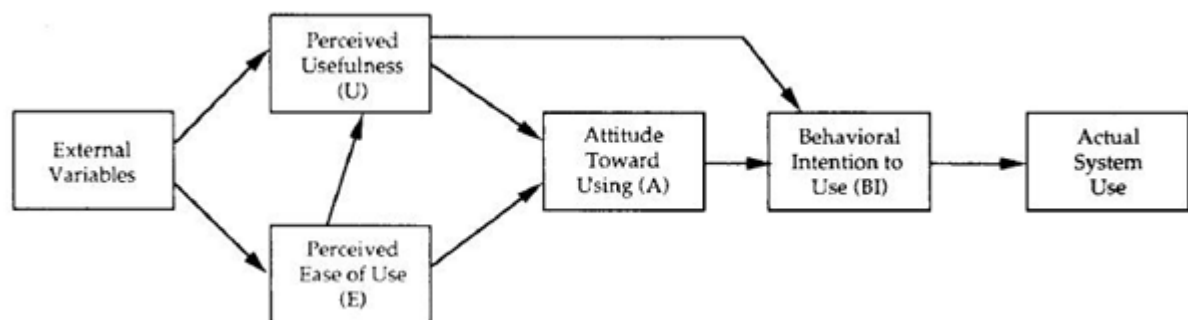 External
Variables
Perceived
Usefulness
(U)
Perceived
Ease of Use
(E)
Attitude
Toward
Using (A)
Behavioral
Intention to
Use (BI)
Actual
System
Use